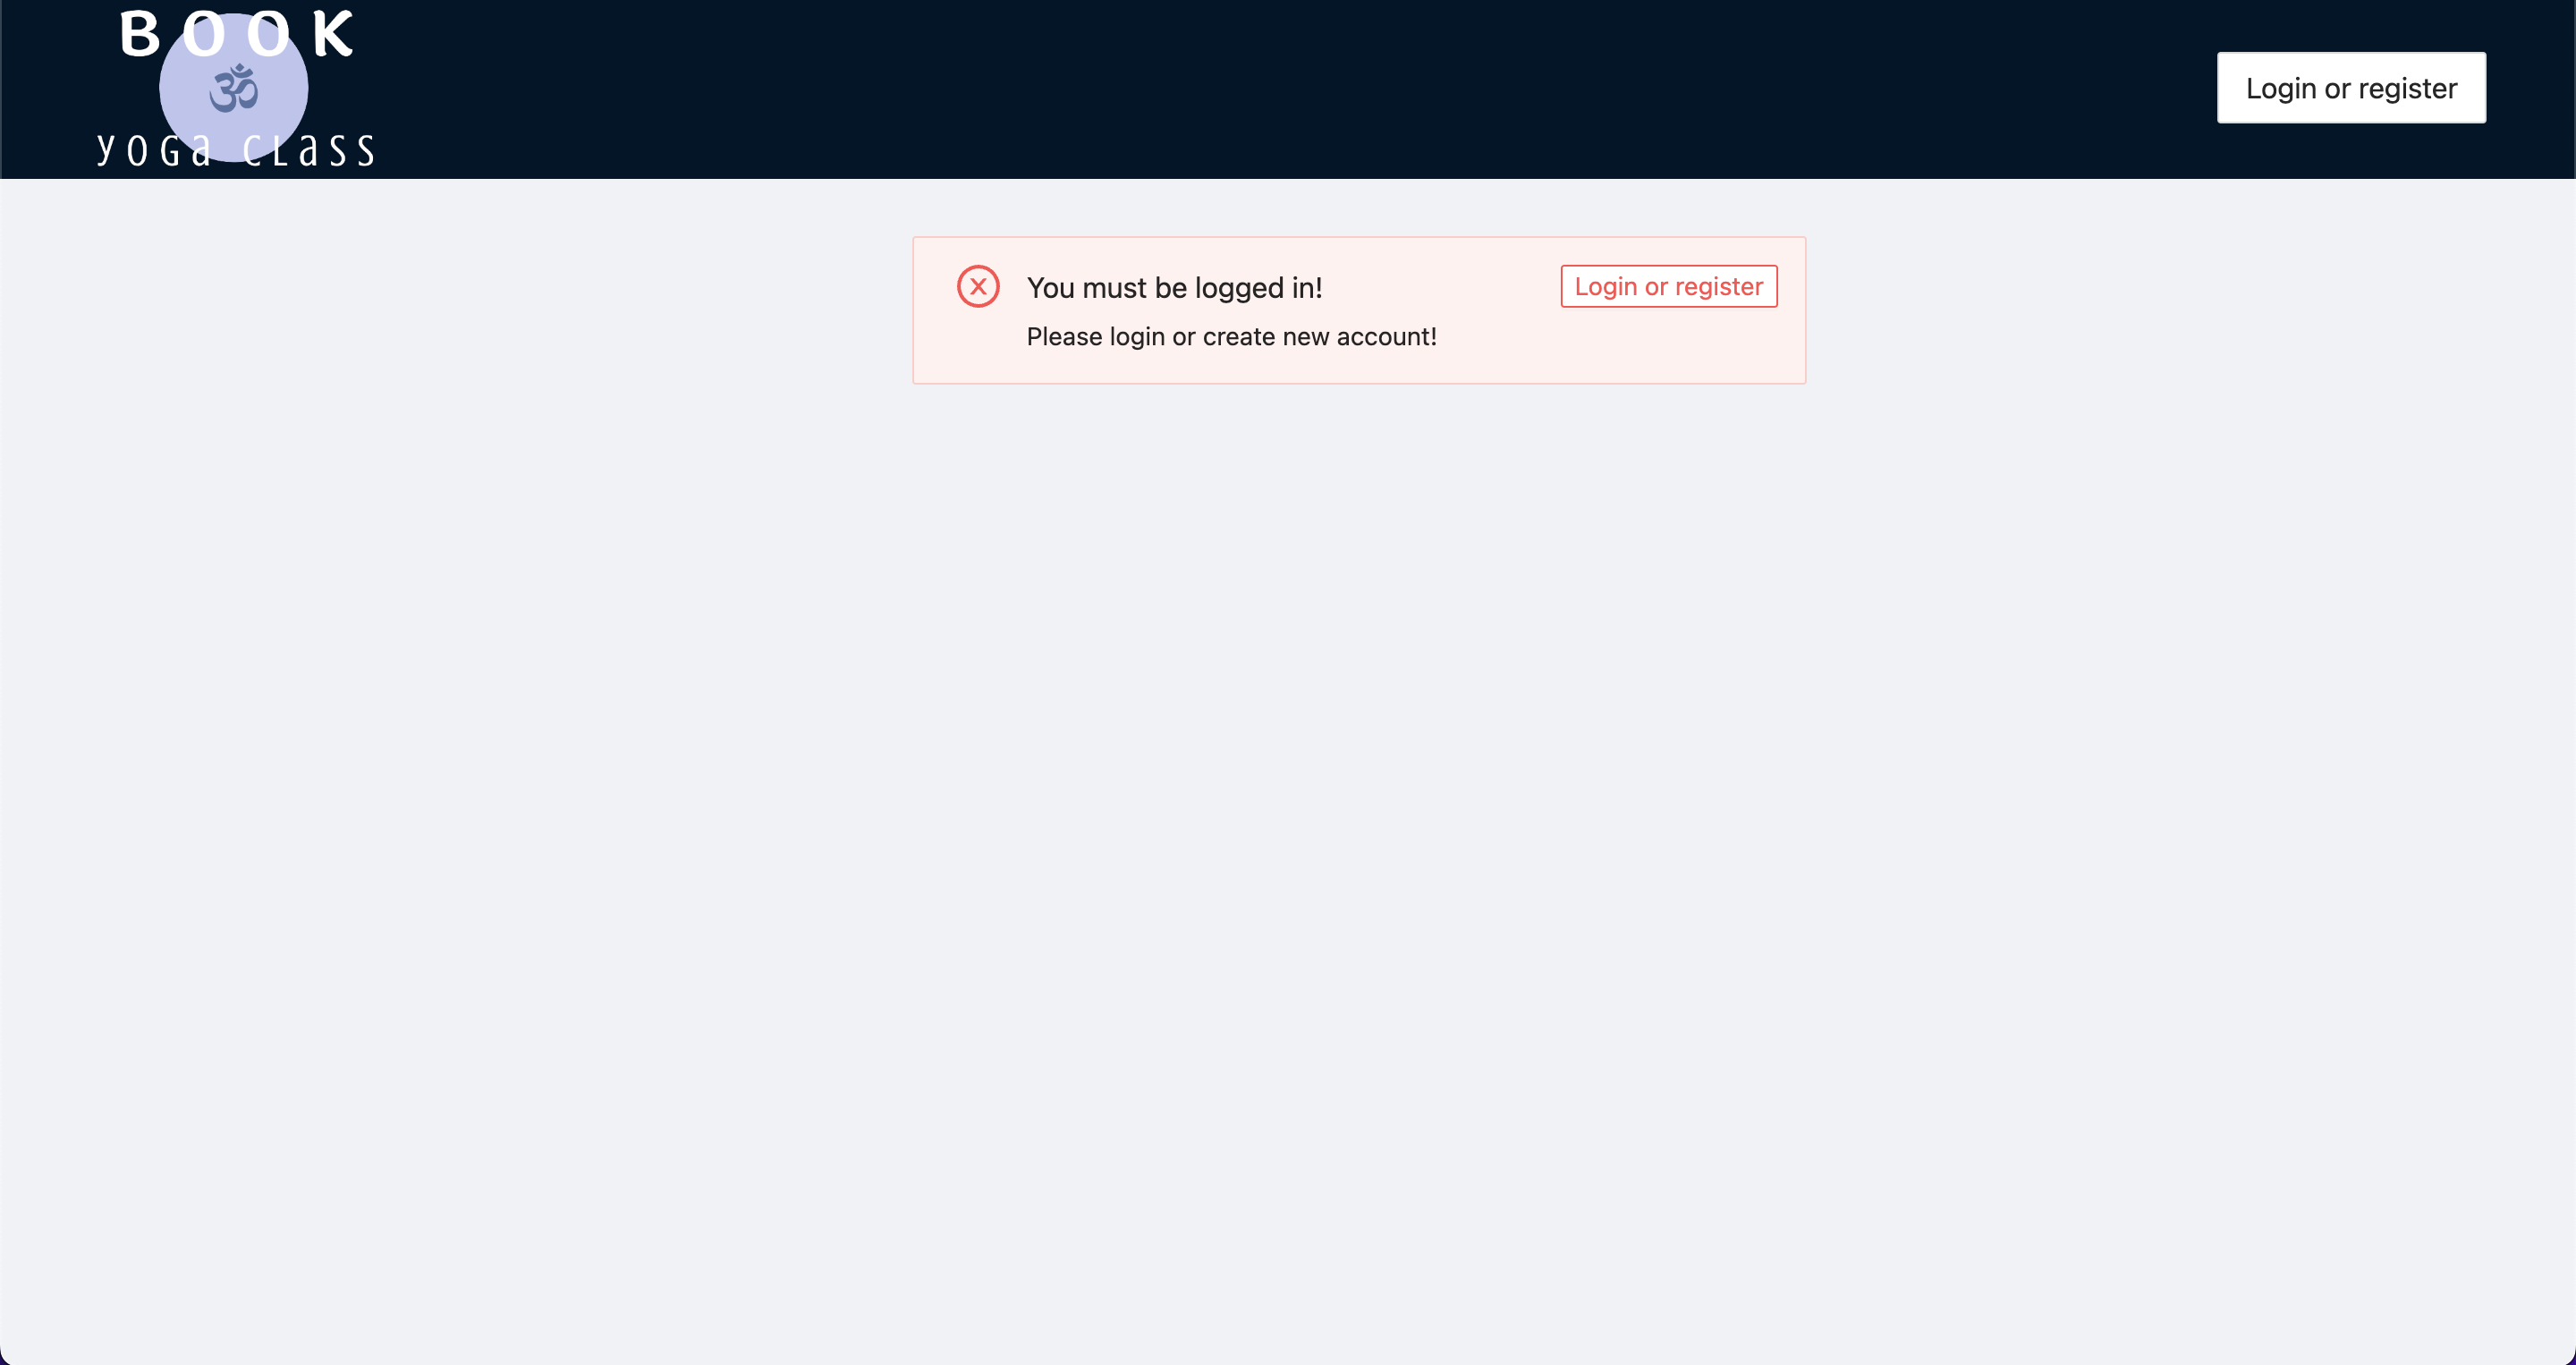 BOOK
ॐ
yoga class
Login or register
You must be logged in!
Login or register
Please login or create new account!